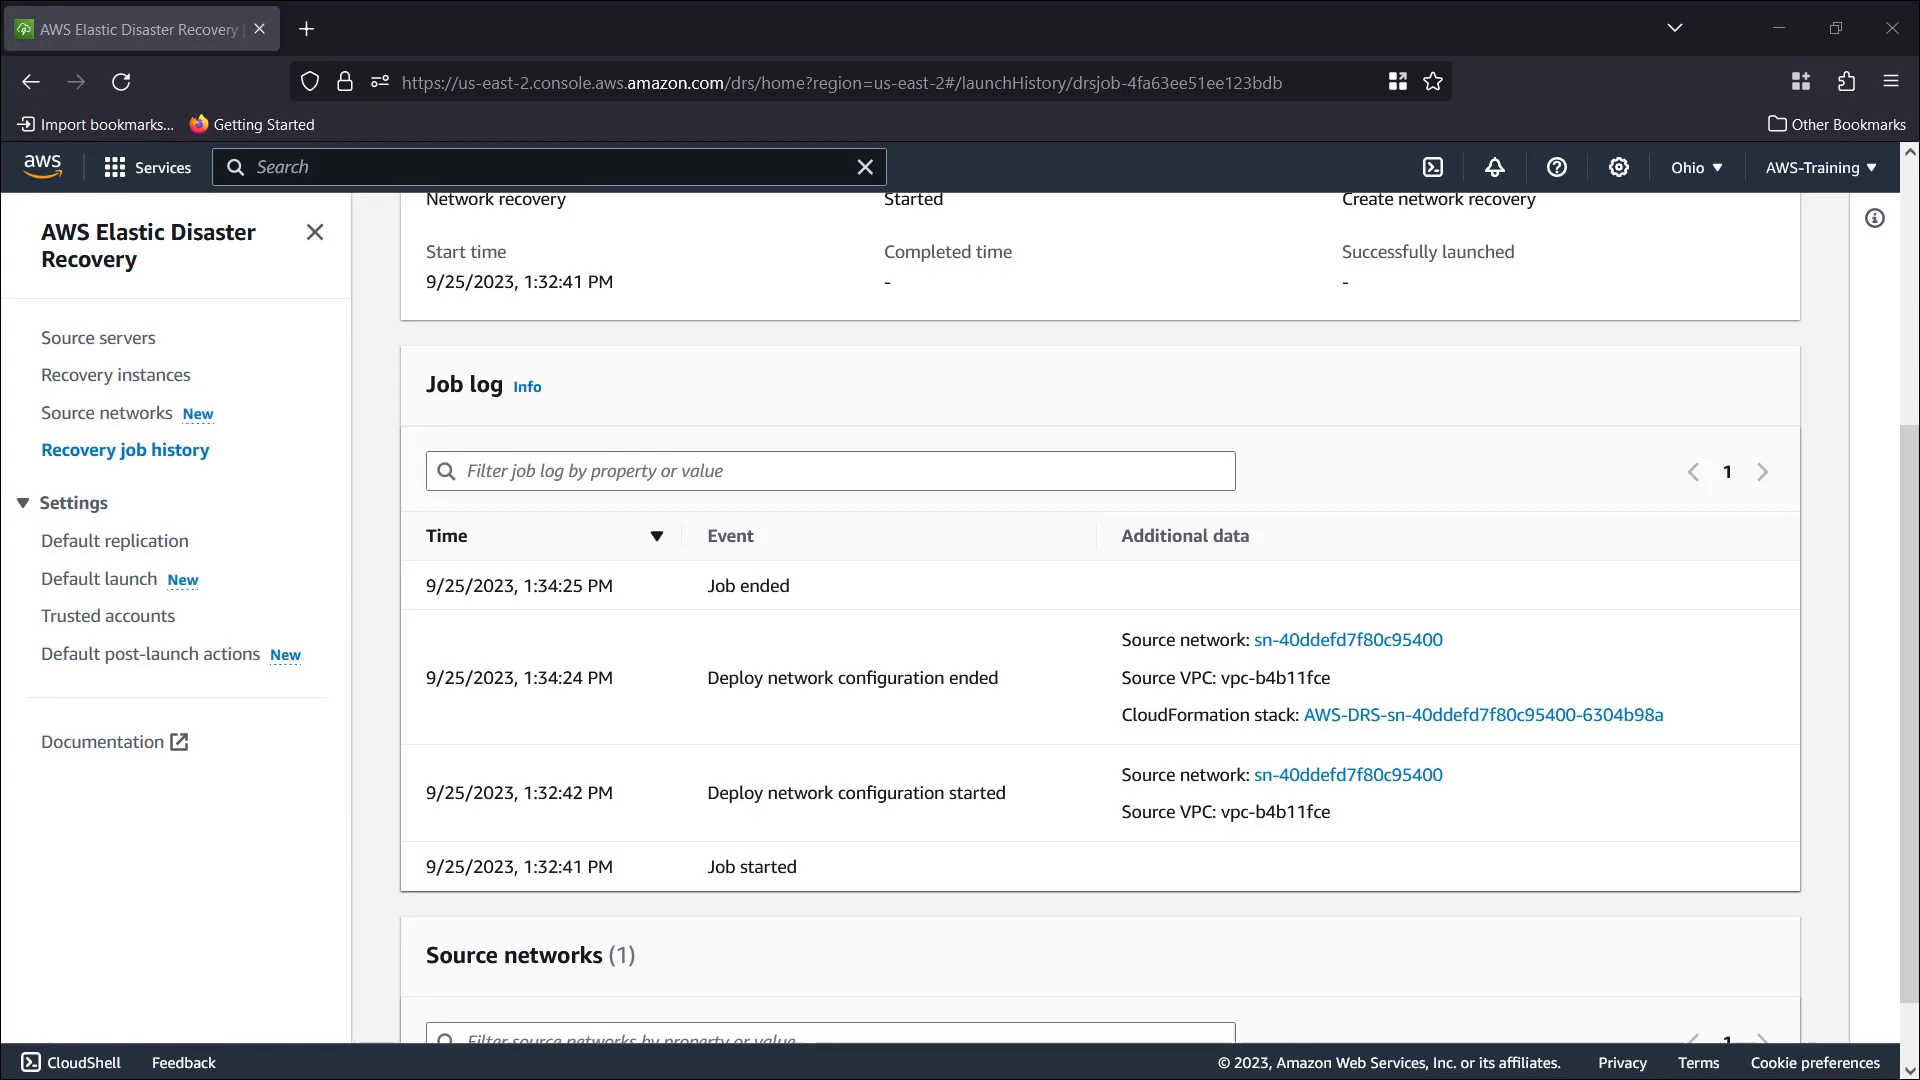 AWS Elastic Disaster Recovery |
https://us-east-2.console.aws.amazon.com/drs/home?region=us-east-2#/launchHistory/drsjob-4fa63ee51ee123bdb
Import bookmarks...
Getting Started
Other Bookmarks
aws
Services
Search
Ohio
AWS-Training
AWS Elastic Disaster
Recovery
Source servers
Recovery instances
Source networks New
Recovery job history
Settings
Default replication
Default launch New
Trusted accounts
Default post-launch actions New
Documentation
Network recovery
Started
Create network recovery
Start time
Completed time
Successfully launched
9/25/2023, 1:32:41 PM
-
-
Job log Info
Filter job log by property or value
1
Time
Event
Additional data
9/25/2023, 1:34:25 PM
Job ended
9/25/2023, 1:34:24 PM
Deploy network configuration ended
Source network: sn-40ddefd7f80c95400
Source VPC: vpc-b4b11fce
CloudFormation stack: AWS-DRS-sn-40ddefd7f80c95400-6304b98a
9/25/2023, 1:32:42 PM
Deploy network configuration started
Source network: sn-40ddefd7f80c95400
Source VPC: vpc-b4b11fce
9/25/2023, 1:32:41 PM
Job started
Source networks (1)
Filter source networks by property or value
1
CloudShell
Feedback
© 2023, Amazon Web Services, Inc. or its affiliates.
Privacy
Terms
Cookie preferences